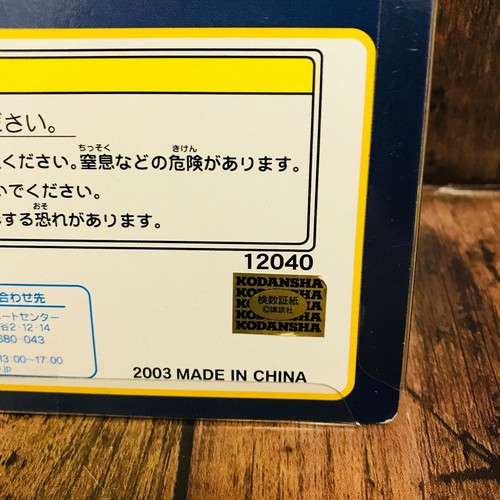 ださい。
ください。窒息などの危険があります。
ちっそく
きけん
いでください。
する恐れがあります。
おそ
12040
KODANSHA
KODANSHA
検数証紙
©講談社
KODANSHA
合わせ先
ポートセンター
谷2-12-14
680-043
13:00〜17:00
.jp
2003 MADE IN CHINA